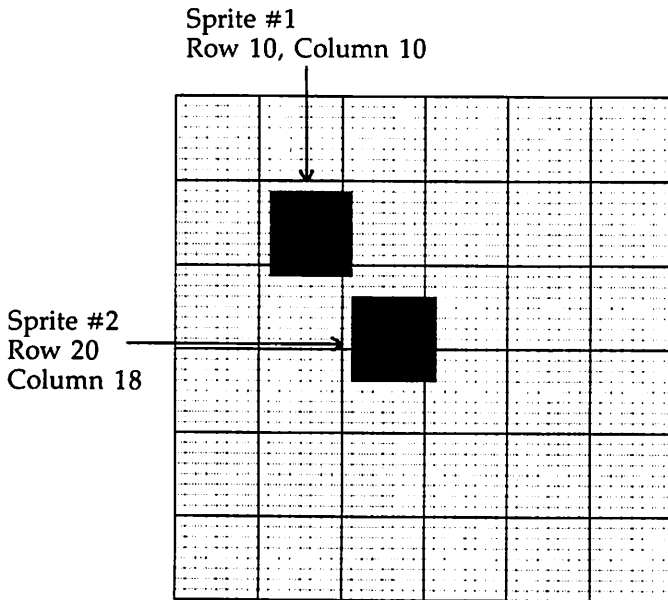 Sprite #1
Row 10, Column 10
Sprite #2
Row 20
Column 18